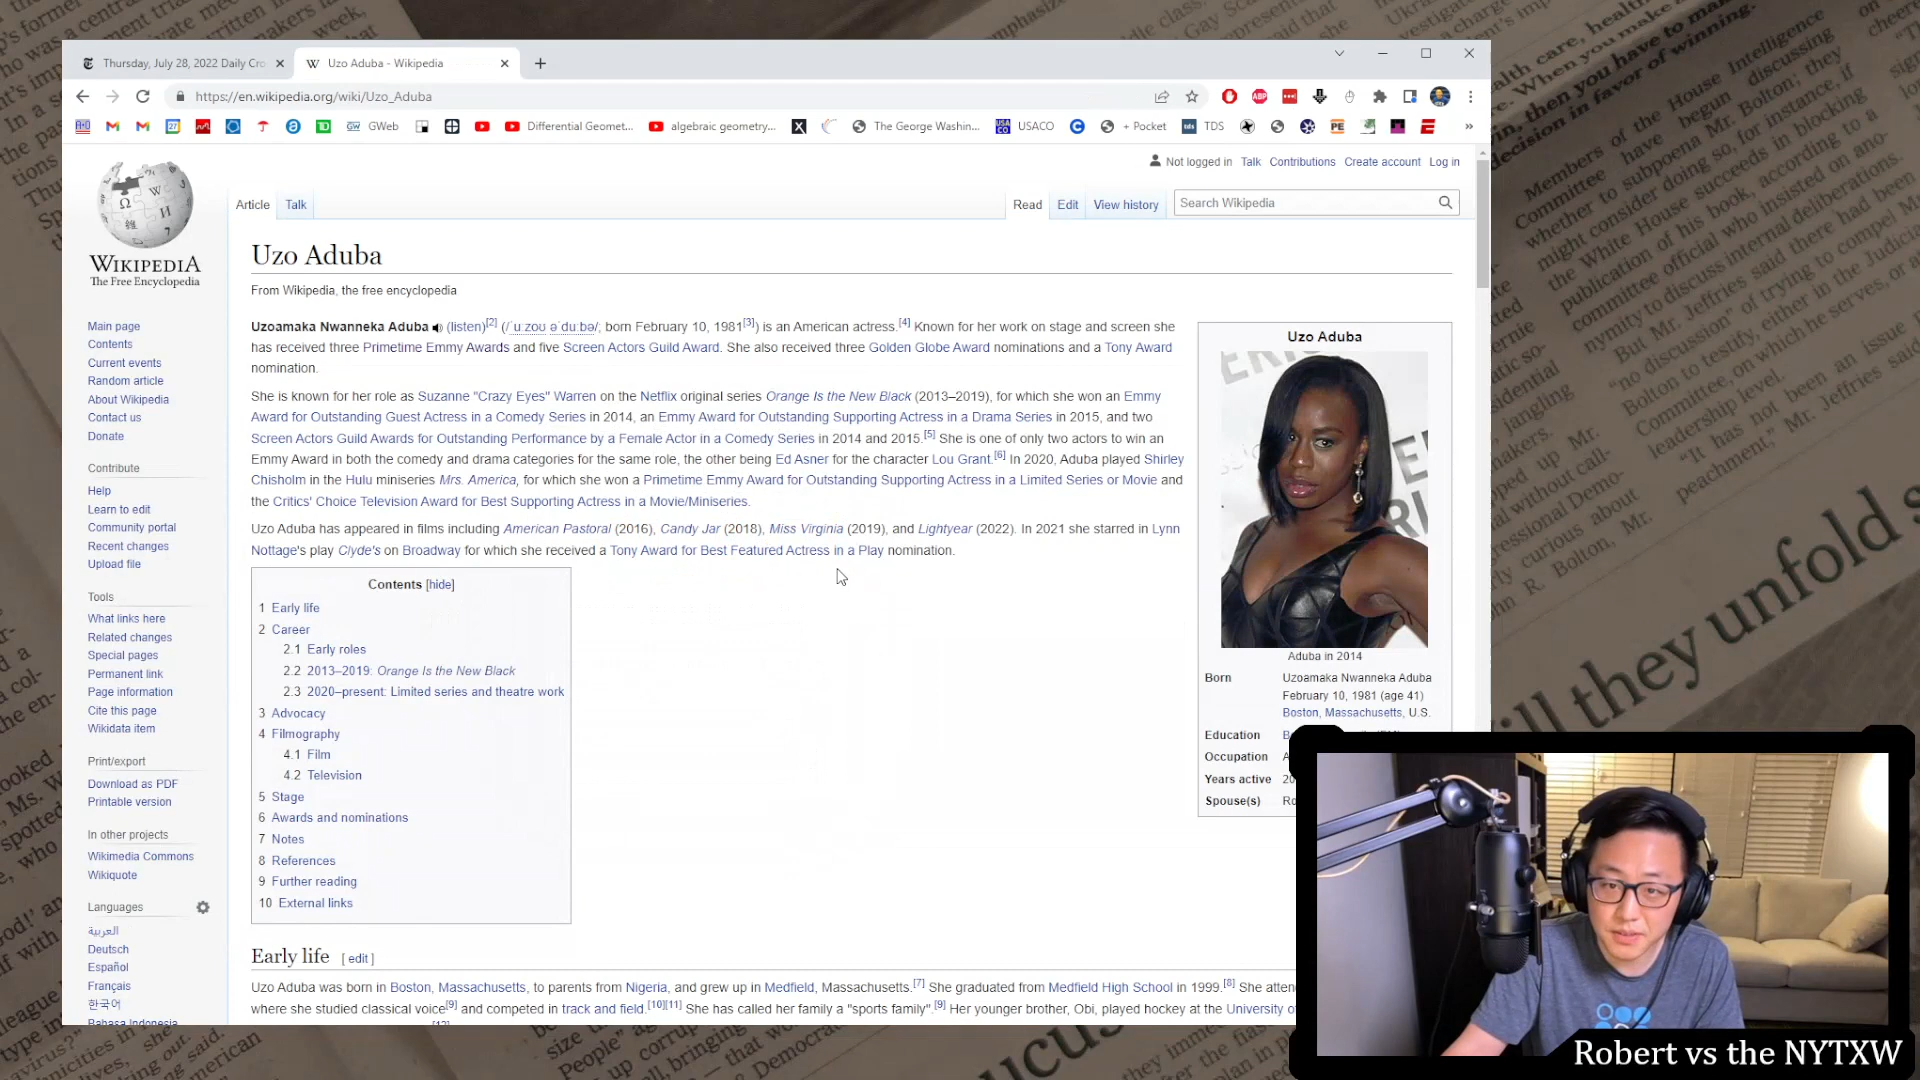 Thursday, July 28, 2022 Daily Cro
Uzo Aduba - Wikipedia
https://en.wikipedia.org/wiki/Uzo_Aduba
GWeb
Differential Geomet...
algebraic geometry...
The George Washin...
USACO
+ Pocket
TDS
Not logged in Talk Contributions Create account Log in
Article Talk
Read Edit View history
Search Wikipedia
WIKIPEDIA
The Free Encyclopedia
Uzo Aduba
From Wikipedia, the free encyclopedia
Uzoamaka Nwanneka Aduba (listen)[2] (/ˈuːzoʊ əˈduːbə/; born February 10, 1981[3]) is an American actress.[4] Known for her work on stage and screen she
has received three Primetime Emmy Awards and five Screen Actors Guild Award. She also received three Golden Globe Award nominations and a Tony Award
nomination.
She is known for her role as Suzanne "Crazy Eyes" Warren on the Netflix original series Orange Is the New Black (2013–2019), for which she won an Emmy
Award for Outstanding Guest Actress in a Comedy Series in 2014, an Emmy Award for Outstanding Supporting Actress in a Drama Series in 2015, and two
Screen Actors Guild Awards for Outstanding Performance by a Female Actor in a Comedy Series in 2014 and 2015.[5] She is one of only two actors to win an
Emmy Award in both the comedy and drama categories for the same role, the other being Ed Asner for the character Lou Grant.[6] In 2020, Aduba played Shirley
Chisholm in the Hulu miniseries Mrs. America, for which she won a Primetime Emmy Award for Outstanding Supporting Actress in a Limited Series or Movie and
the Critics' Choice Television Award for Best Supporting Actress in a Movie/Miniseries.
Uzo Aduba has appeared in films including American Pastoral (2016), Candy Jar (2018), Miss Virginia (2019), and Lightyear (2022). In 2021 she starred in Lynn
Nottage's play Clyde's on Broadway for which she received a Tony Award for Best Featured Actress in a Play nomination.
Contents [hide]
1 Early life
2 Career
2.1 Early roles
2.2 2013–2019: Orange Is the New Black
2.3 2020–present: Limited series and theatre work
3 Advocacy
4 Filmography
4.1 Film
4.2 Television
5 Stage
6 Awards and nominations
7 Notes
8 References
9 Further reading
10 External links
Early life [ edit ]
Uzo Aduba was born in Boston, Massachusetts, to parents from Nigeria, and grew up in Medfield, Massachusetts.[7] She graduated from Medfield High School in 1999.[8] She atten
where she studied classical voice[9] and competed in track and field.[10][11] She has called her family a "sports family".[9] Her younger brother, Obi, played hockey at the University o
Uzo Aduba
Aduba in 2014
Born Uzoamaka Nwanneka Aduba
February 10, 1981 (age 41)
Boston, Massachusetts, U.S.
Education
Occupation
Years active
Spouse(s)
Main page
Contents
Current events
Random article
About Wikipedia
Contact us
Donate
Contribute
Help
Learn to edit
Community portal
Recent changes
Upload file
Tools
What links here
Related changes
Special pages
Permanent link
Page information
Cite this page
Wikidata item
Print/export
Download as PDF
Printable version
In other projects
Wikimedia Commons
Wikiquote
Languages
العربية
Deutsch
Español
Français
한국어
Bahasa Indonesia
Robert vs the NYTXW